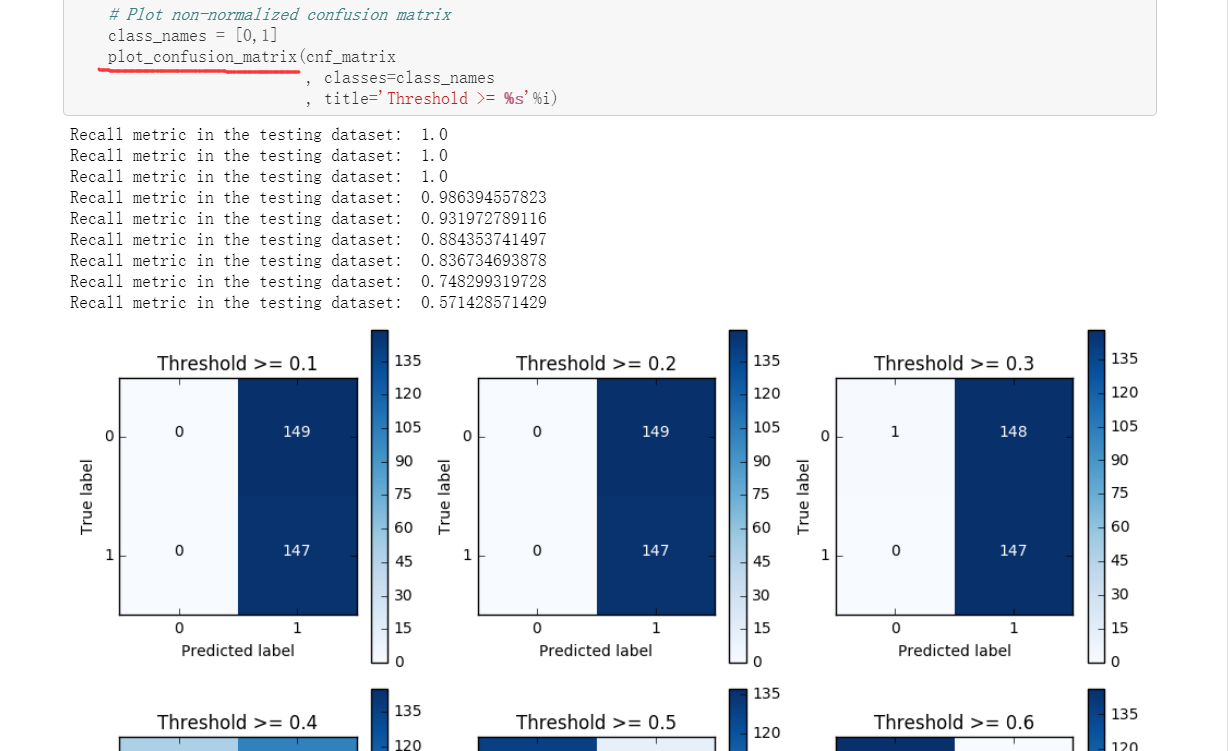 # Plot non-normalized confusion matrix
class_names = [0,1]
plot_confusion_matrix(cnf_matrix
, classes=class_names
, title='Threshold >= %s'%i)
Recall metric in the testing dataset:  1.0
Recall metric in the testing dataset:  1.0
Recall metric in the testing dataset:  1.0
Recall metric in the testing dataset:  0.986394557823
Recall metric in the testing dataset:  0.931972789116
Recall metric in the testing dataset:  0.884353741497
Recall metric in the testing dataset:  0.836734693878
Recall metric in the testing dataset:  0.748299319728
Recall metric in the testing dataset:  0.571428571429
Threshold >= 0.1
0
149
0
147
0
1
True label
0
1
Predicted label
135
120
105
90
75
60
45
30
15
0
Threshold >= 0.2
0
149
0
147
0
1
True label
0
1
Predicted label
135
120
105
90
75
60
45
30
15
0
Threshold >= 0.3
1
148
0
147
0
1
True label
0
1
Predicted label
135
120
105
90
75
60
45
30
15
0
Threshold >= 0.4
135
120
Threshold >= 0.5
135
120
Threshold >= 0.6
135
120